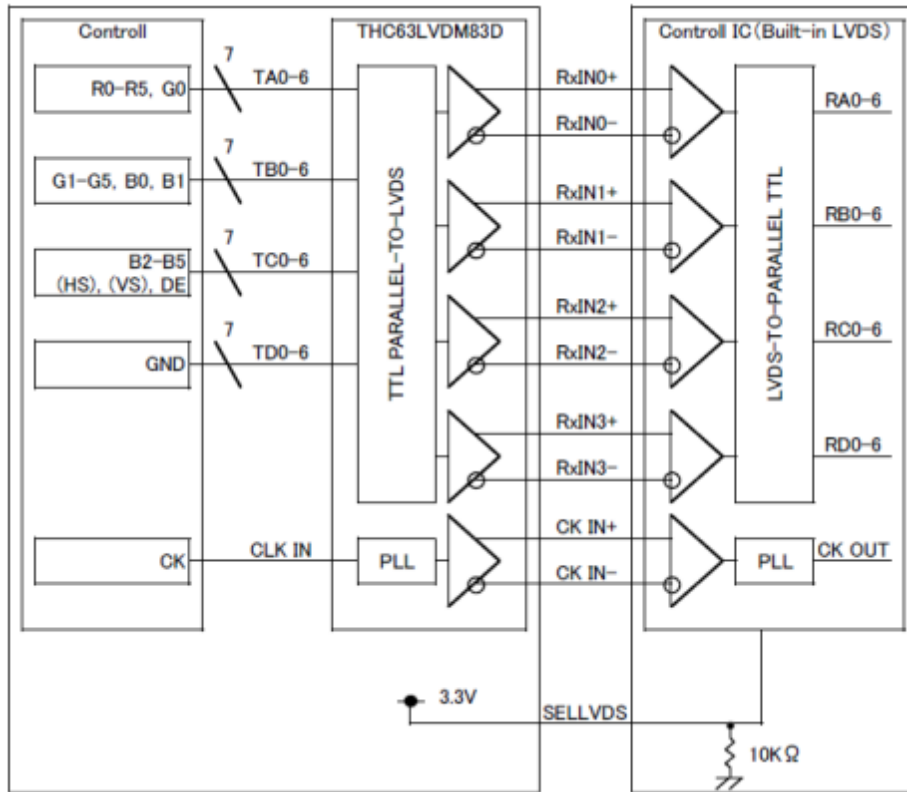 Controll
THC63LVDM83D
Controll IC(Built-in LVDS)
R0-R5, G0
7
TA0-6
RxIN0+
RxIN0-
RA0-6
G1-G5, B0, B1
7
TB0-6
RxIN1+
RxIN1-
RB0-6
B2-B5
(HS), (VS), DE
7
TC0-6
RxIN2+
RxIN2-
RC0-6
GND
7
TD0-6
RxIN3+
RxIN3-
RD0-6
TTL PARALLEL-TO-LVDS
LVDS-TO-PARALLEL TTL
CK
CLK IN
PLL
CK IN+
CK IN-
PLL
CK OUT
3.3V
SELLVDS
10KΩ